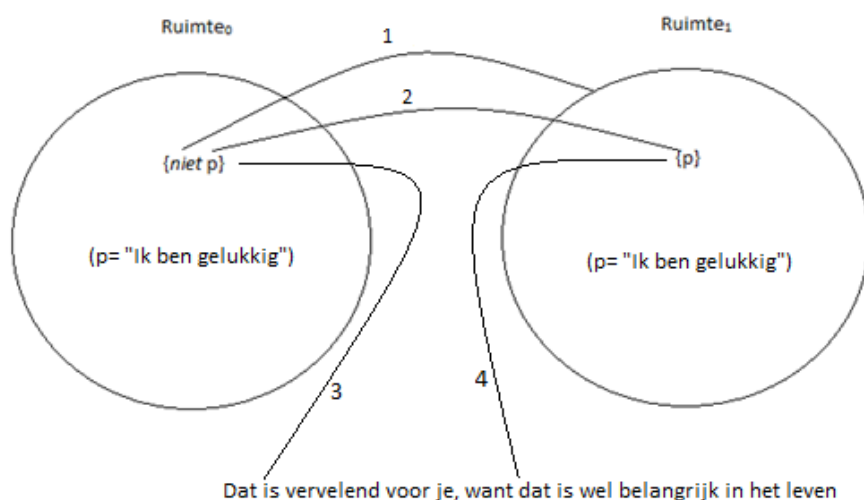 Ruimte₀ Ruimte₁
1
2
{niet p} {p}
(p= "Ik ben gelukkig") (p= "Ik ben gelukkig")
3 4
Dat is vervelend voor je, want dat is wel belangrijk in het leven